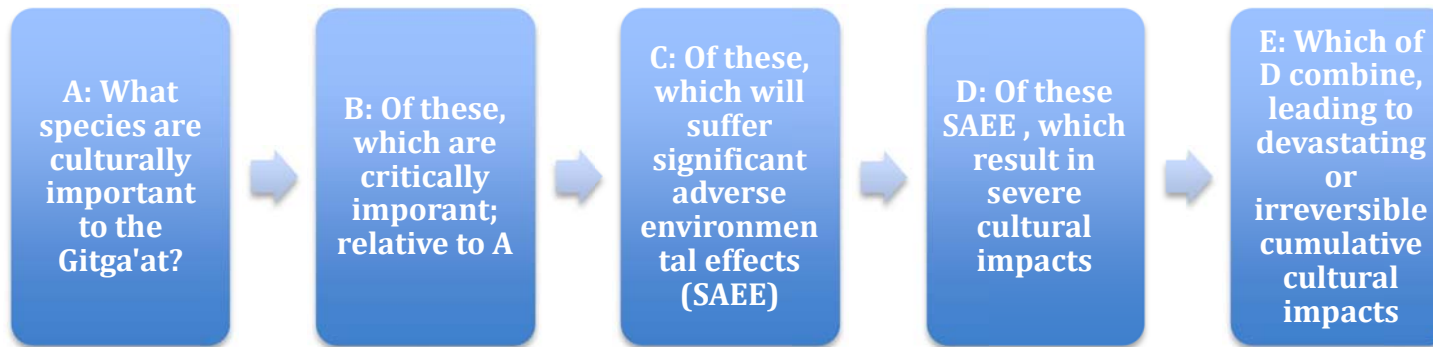 A: What
species are
culturally
important
to the
Gitga'at?
B: Of these,
which are
critically
imporant;
relative to A
C: Of these,
which will
suffer
significant
adverse
environmen
tal effects
(SAEE)
D: Of these
SAEE , which
result in
severe
cultural
impacts
E: Which of
D combine,
leading to
devastating
or
irreversible
cumulative
cultural
impacts